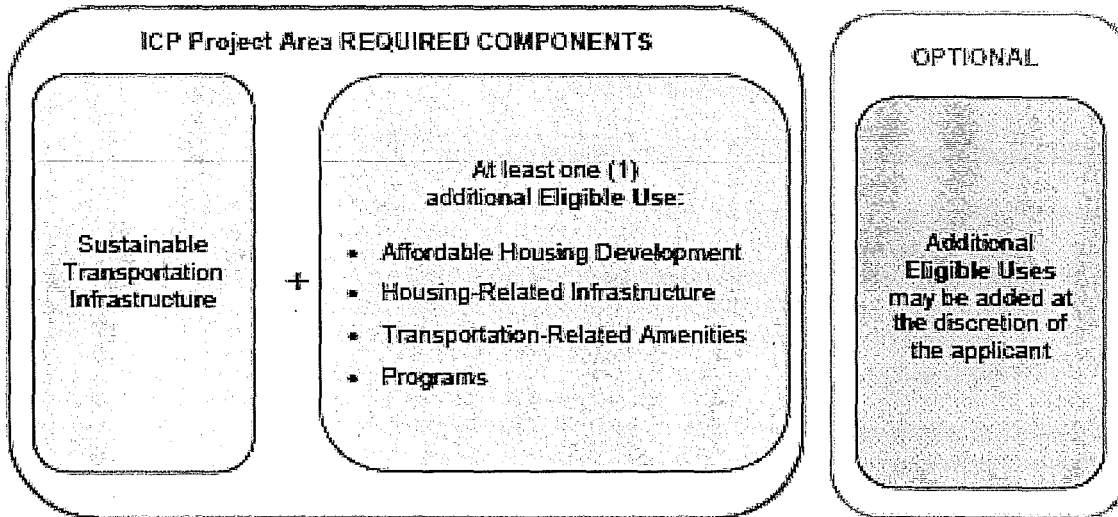 ICP Project Area REQUIRED COMPONENTS
Sustainable
Transportation
Infrastructure
+
At least one (1)
additional Eligible Use:
• Affordable Housing Development
• Housing-Related Infrastructure
• Transportation-Related Amenities
• Programs
OPTIONAL
Additional
Eligible Uses
may be added at
the discretion of
the applicant